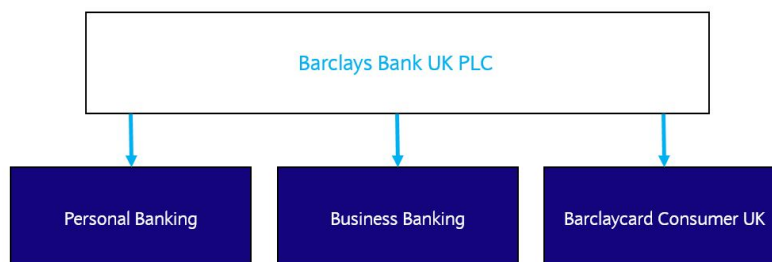 Barclays Bank UK PLC
Personal Banking
Business Banking
Barclaycard Consumer UK